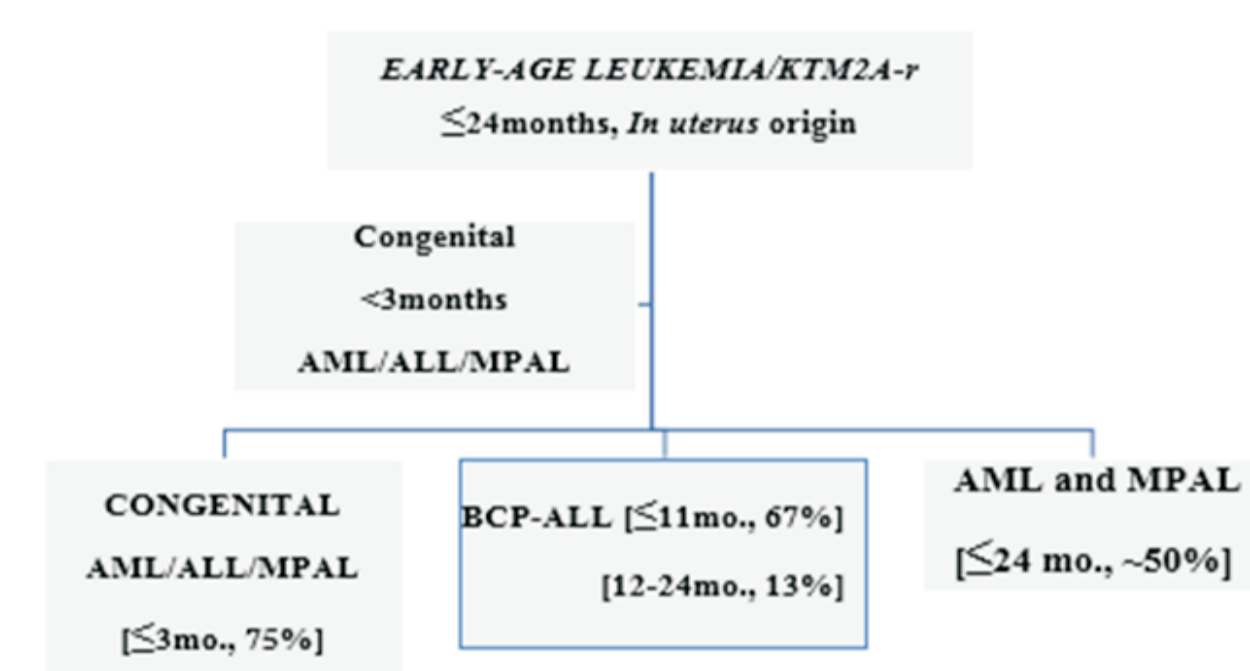 EARLY-AGE LEUKEMIA/KTM2A-r
≤24months, In uterus origin
Congenital
<3months
AML/ALL/MPAL
CONGENITAL
AML/ALL/MPAL
[≤3mo., 75%]
BCP-ALL [≤11mo., 67%]
[12-24mo., 13%]
AML and MPAL
[≤24 mo., ~50%]